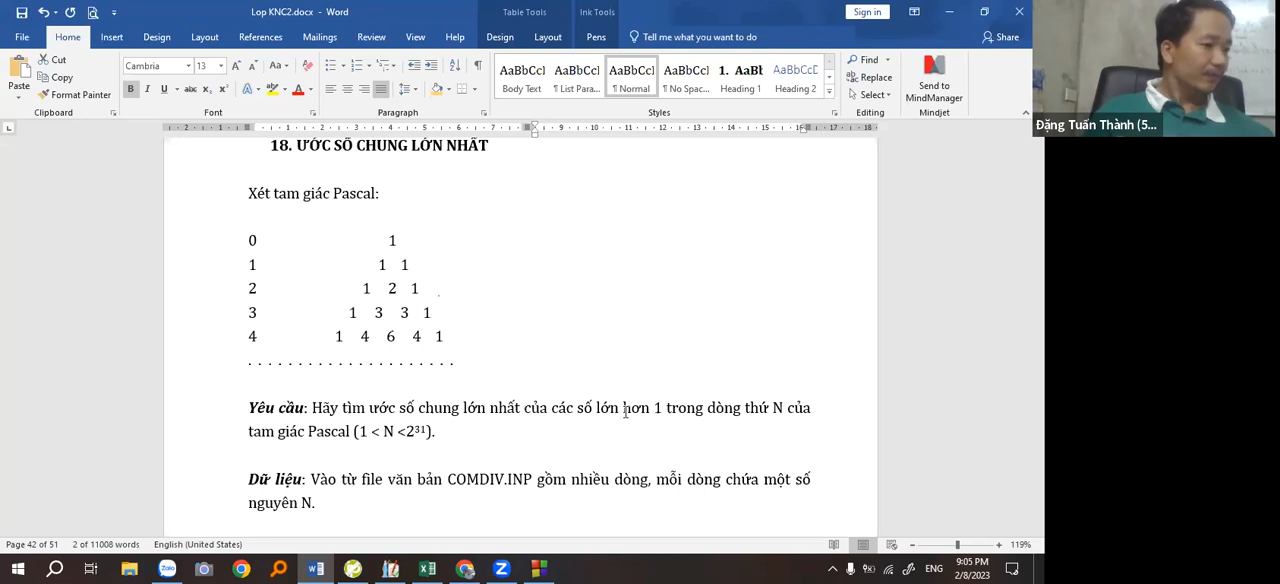 Lop KNC2.docx - Word
Table Tools
Ink Tools
Sign in
File Home Insert Design Layout References Mailings Review View Help Design Layout Pens Tell me what you want to do Share
Paste
Cut
Copy
Format Painter
Clipboard
Cambria 13
Font
Paragraph
AaBbCcI AaBbCcI AaBbCcI AaBbCcI 1. AaBb AaBbCcD
Body Text ¶ List Para... ¶ Normal ¶ No Spac... Heading 1 Heading 2
Styles
Find
Replace
Select
Editing
Send to
MindManager
Mindjet
Đặng Tuấn Thành (5...
18. ƯỚC SỐ CHUNG LỚN NHẤT
Xét tam giác Pascal:
0 1
1 1 1
2 1 2 1
3 1 3 3 1
4 1 4 6 4 1
. . . . . . . . . . . . . . . . . . . . .
Yêu cầu: Hãy tìm ước số chung lớn nhất của các số lớn hơn 1 trong dòng thứ N của
tam giác Pascal (1 < N <2³¹).
Dữ liệu: Vào từ file văn bản COMDIV.INP gồm nhiều dòng, mỗi dòng chứa một số
nguyên N.
Page 42 of 51 2 of 11008 words English (United States) 119%
Zalo
ENG
9:05 PM
2/8/2023